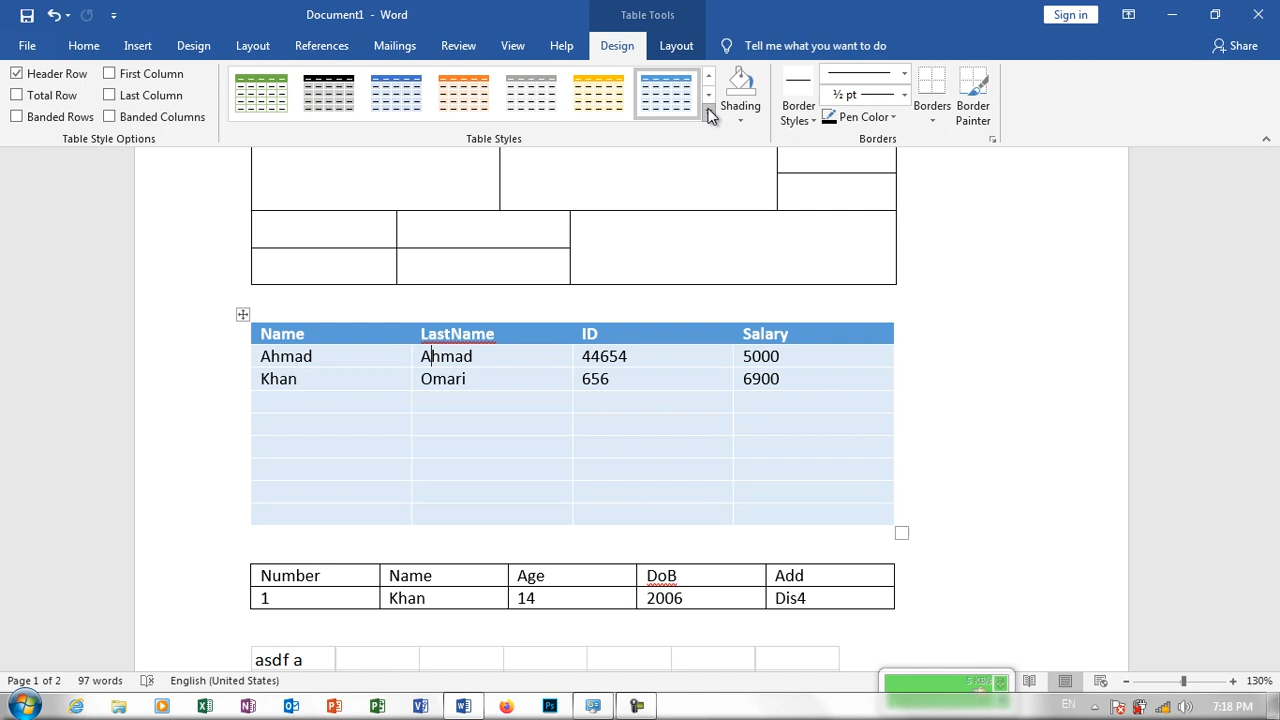 Document1 - Word
Table Tools
Sign in
File Home Insert Design Layout References Mailings Review View Help Design Layout Tell me what you want to do Share
Header Row First Column
Total Row Last Column
Banded Rows Banded Columns
Table Style Options
Table Styles
Shading
Border Styles
½ pt
Pen Color
Borders
Border Painter
Borders
Name LastName ID Salary
Ahmad Ahmad 44654 5000
Khan Omari 656 6900
Number Name Age DoB Add
1 Khan 14 2006 Dis4
asdf a
Page 1 of 2 97 words English (United States) 130%
EN 7:18 PM